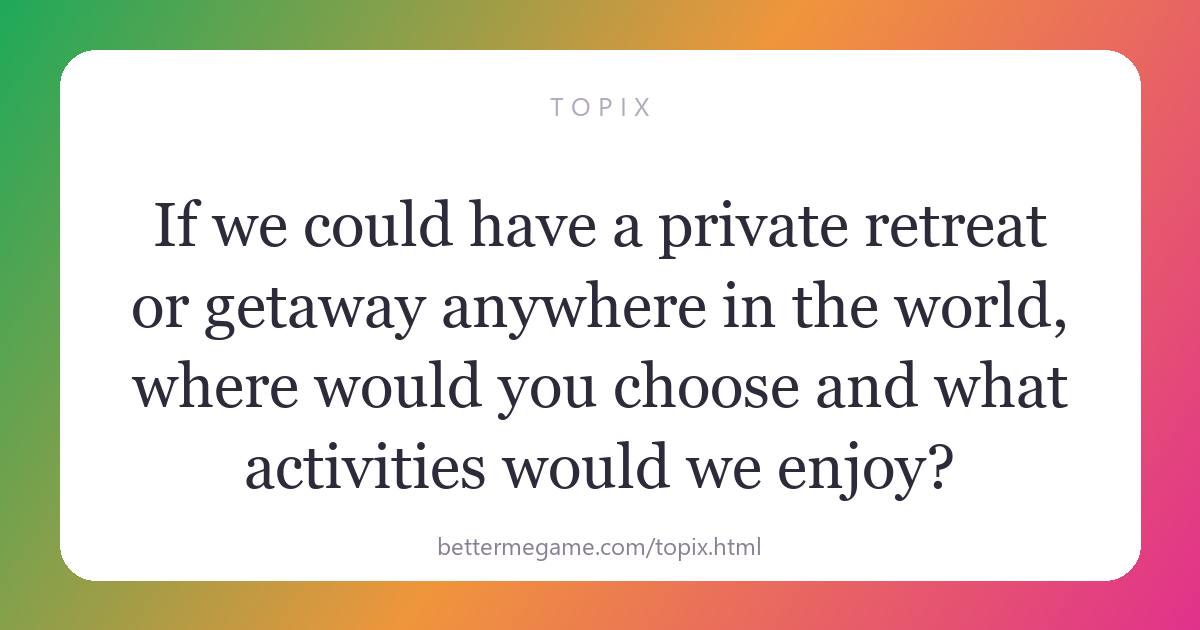 TOPIX
If we could have a private retreat
or getaway anywhere in the world,
where would you choose and what
activities would we enjoy?
bettermegame.com/topix.html